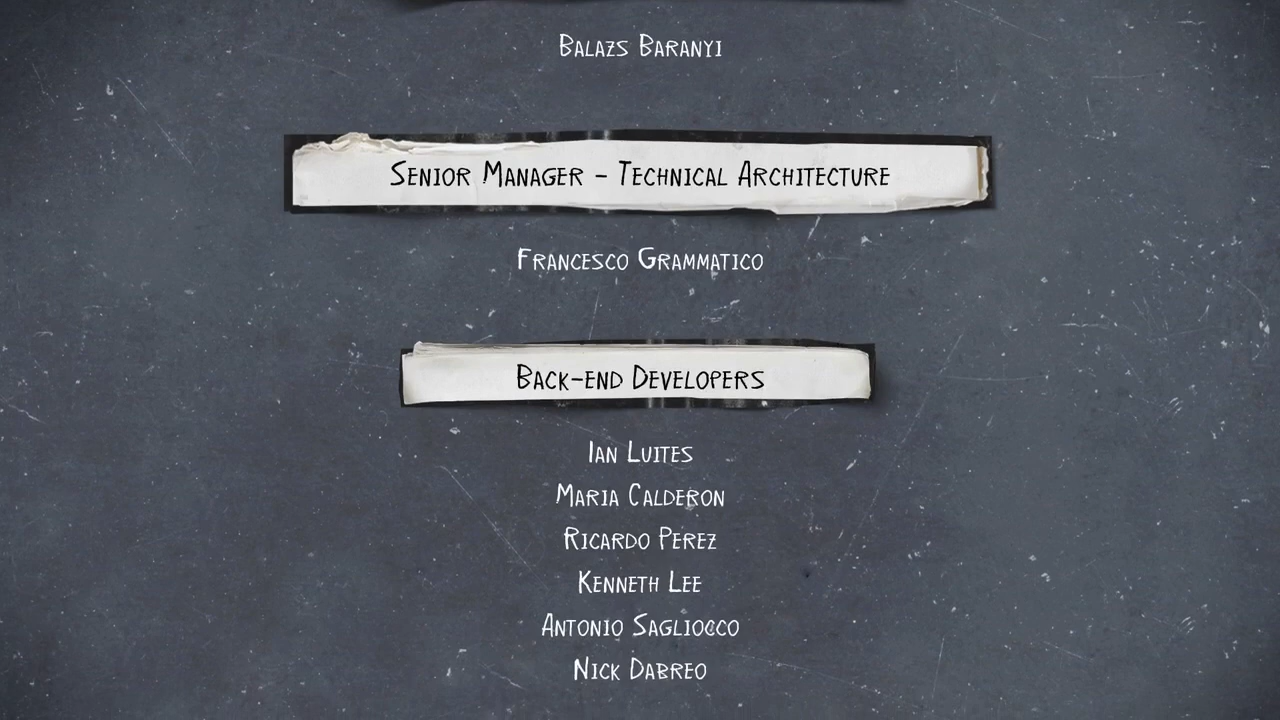 Balazs Baranyi
Senior Manager – Technical Architecture
Francesco Grammatico
Back-end Developers
Ian Luites
Maria Calderon
Ricardo Perez
Kenneth Lee
Antonio Sagliocco
Nick Dabreo